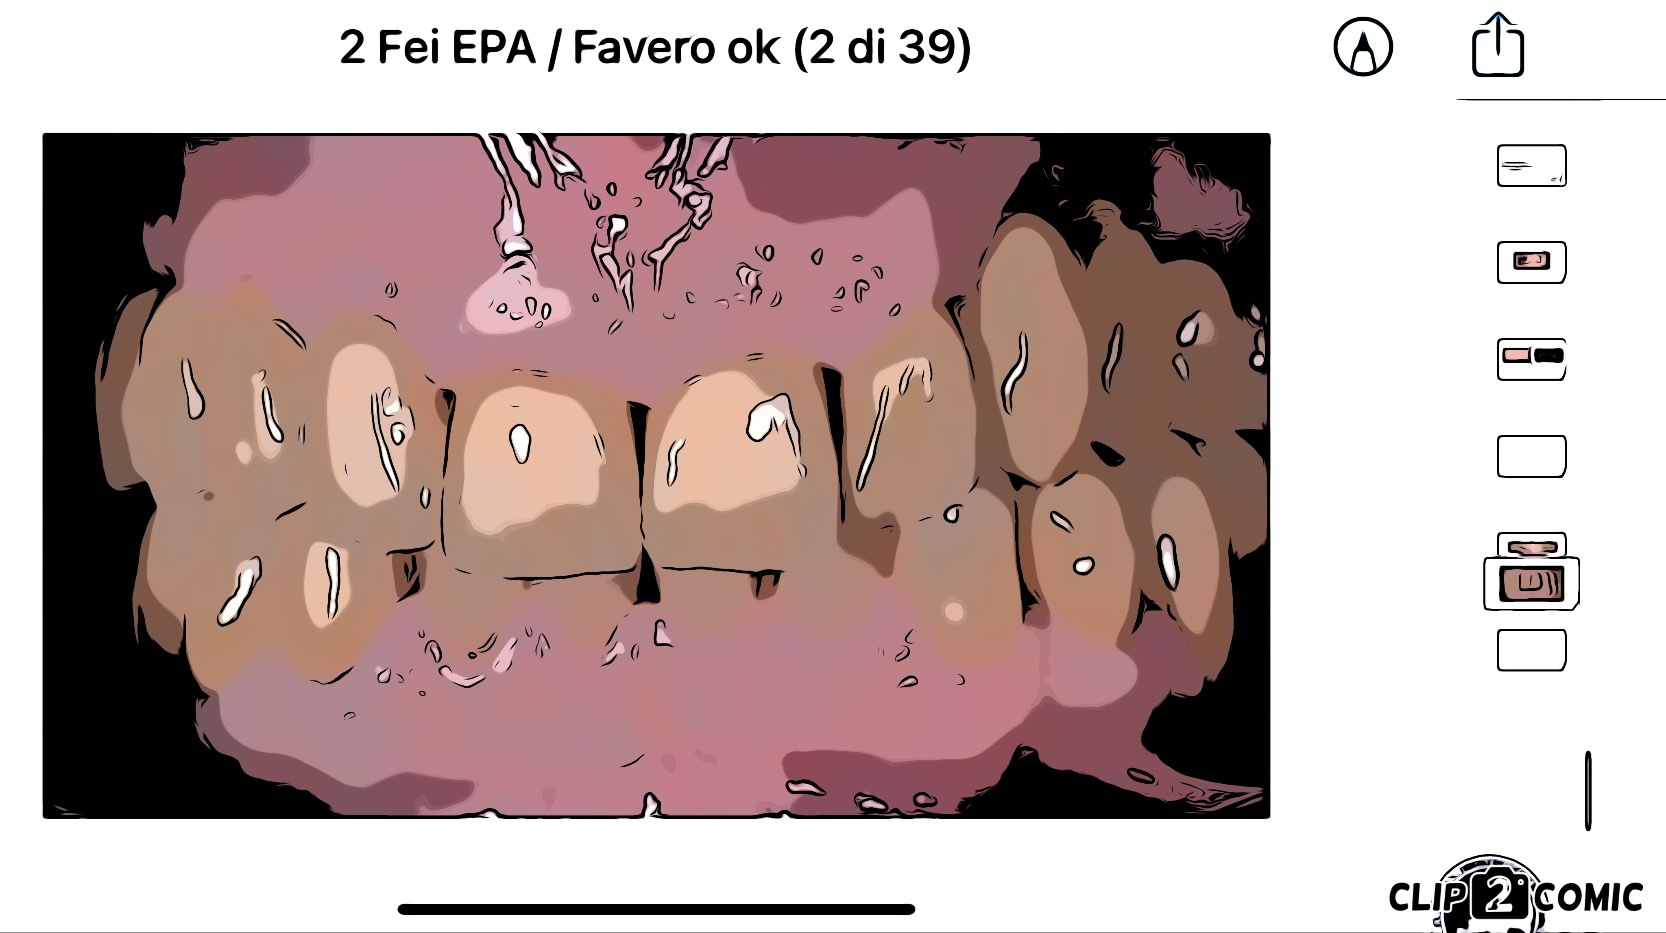 2 Fei EPA / Favero ok (2 di 39)
CLIP 2 COMIC